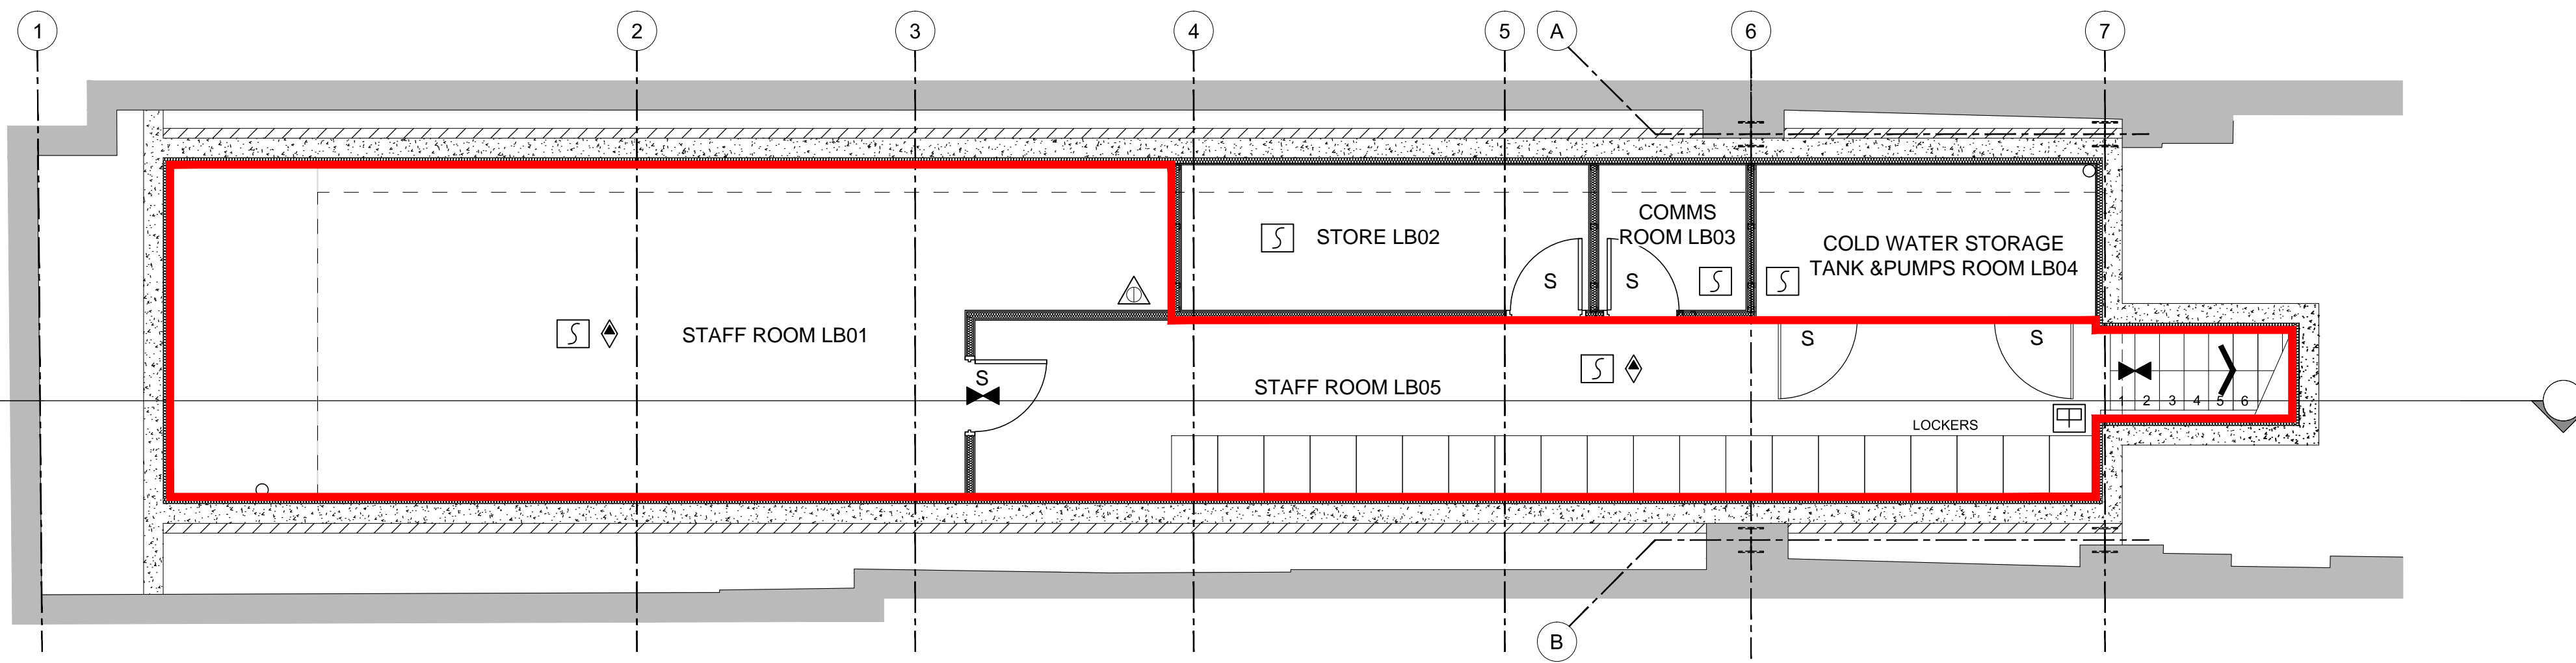 1
2
3
4
5
A
6
7
COMMS
ROOM LB03
STORE LB02
COLD WATER STORAGE
TANK &PUMPS ROOM LB04
S
S
STAFF ROOM LB01
S
S
S
STAFF ROOM LB05
1 2 3 4 5 6
LOCKERS
B